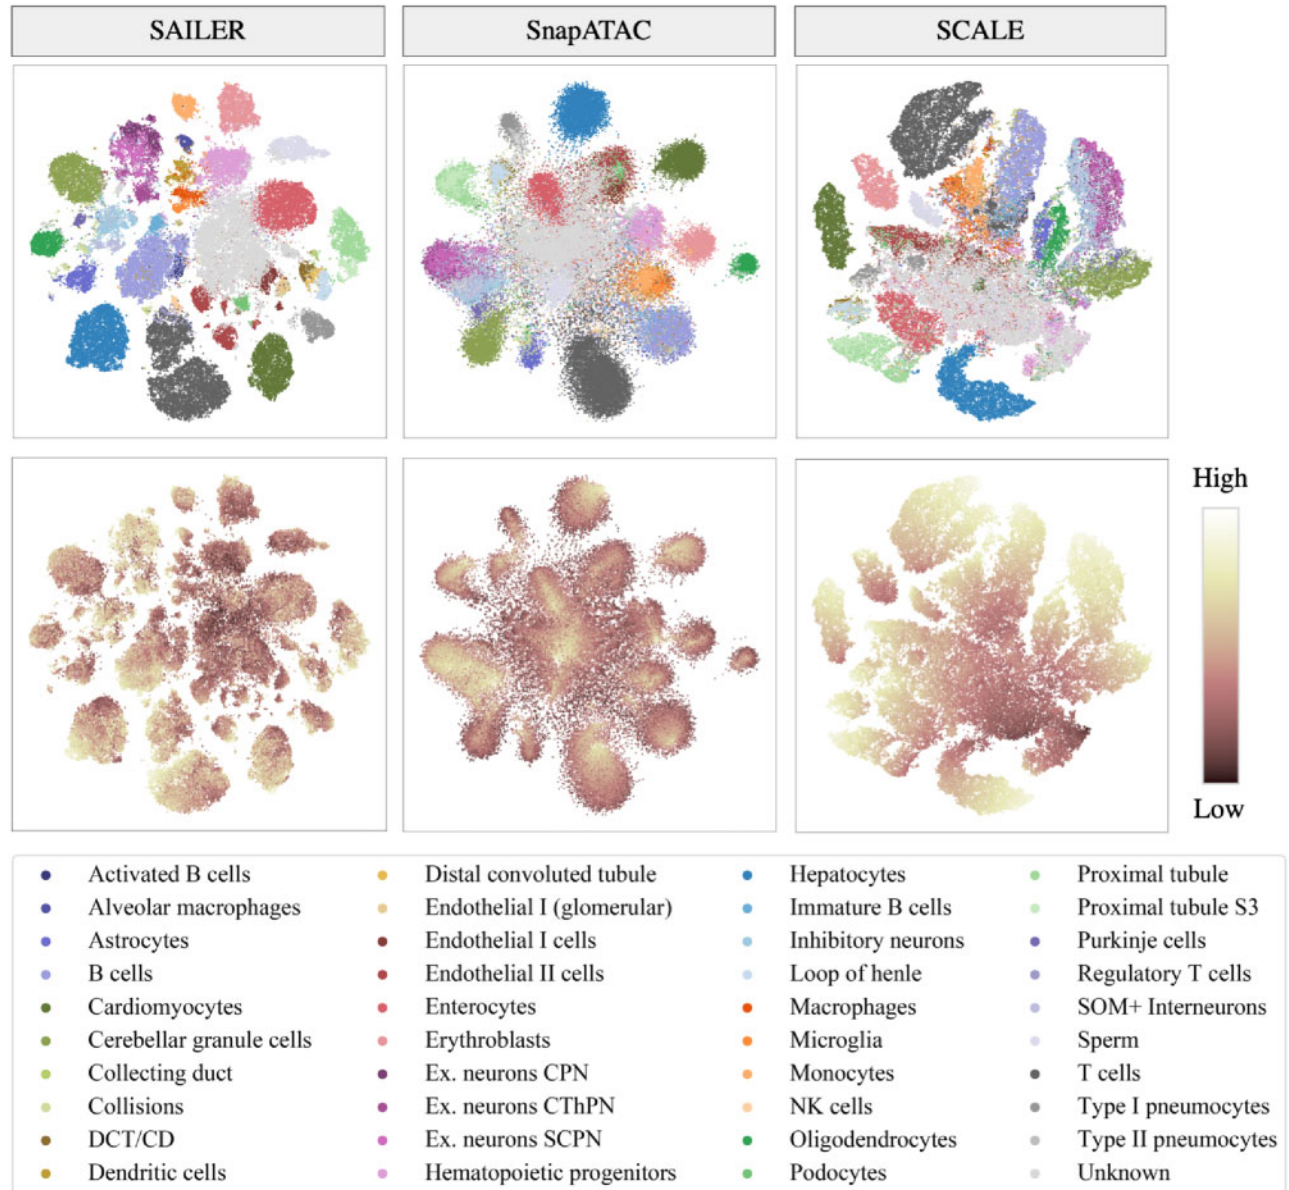 SAILER
SnapATAC
SCALE
High
Low
Activated B cells
Alveolar macrophages
Astrocytes
B cells
Cardiomyocytes
Cerebellar granule cells
Collecting duct
Collisions
DCT/CD
Dendritic cells
Distal convoluted tubule
Endothelial I (glomerular)
Endothelial I cells
Endothelial II cells
Enterocytes
Erythroblasts
Ex. neurons CPN
Ex. neurons CThPN
Ex. neurons SCPN
Hematopoietic progenitors
Hepatocytes
Immature B cells
Inhibitory neurons
Loop of henle
Macrophages
Microglia
Monocytes
NK cells
Oligodendrocytes
Podocytes
Proximal tubule
Proximal tubule S3
Purkinje cells
Regulatory T cells
SOM+ Interneurons
Sperm
T cells
Type I pneumocytes
Type II pneumocytes
Unknown